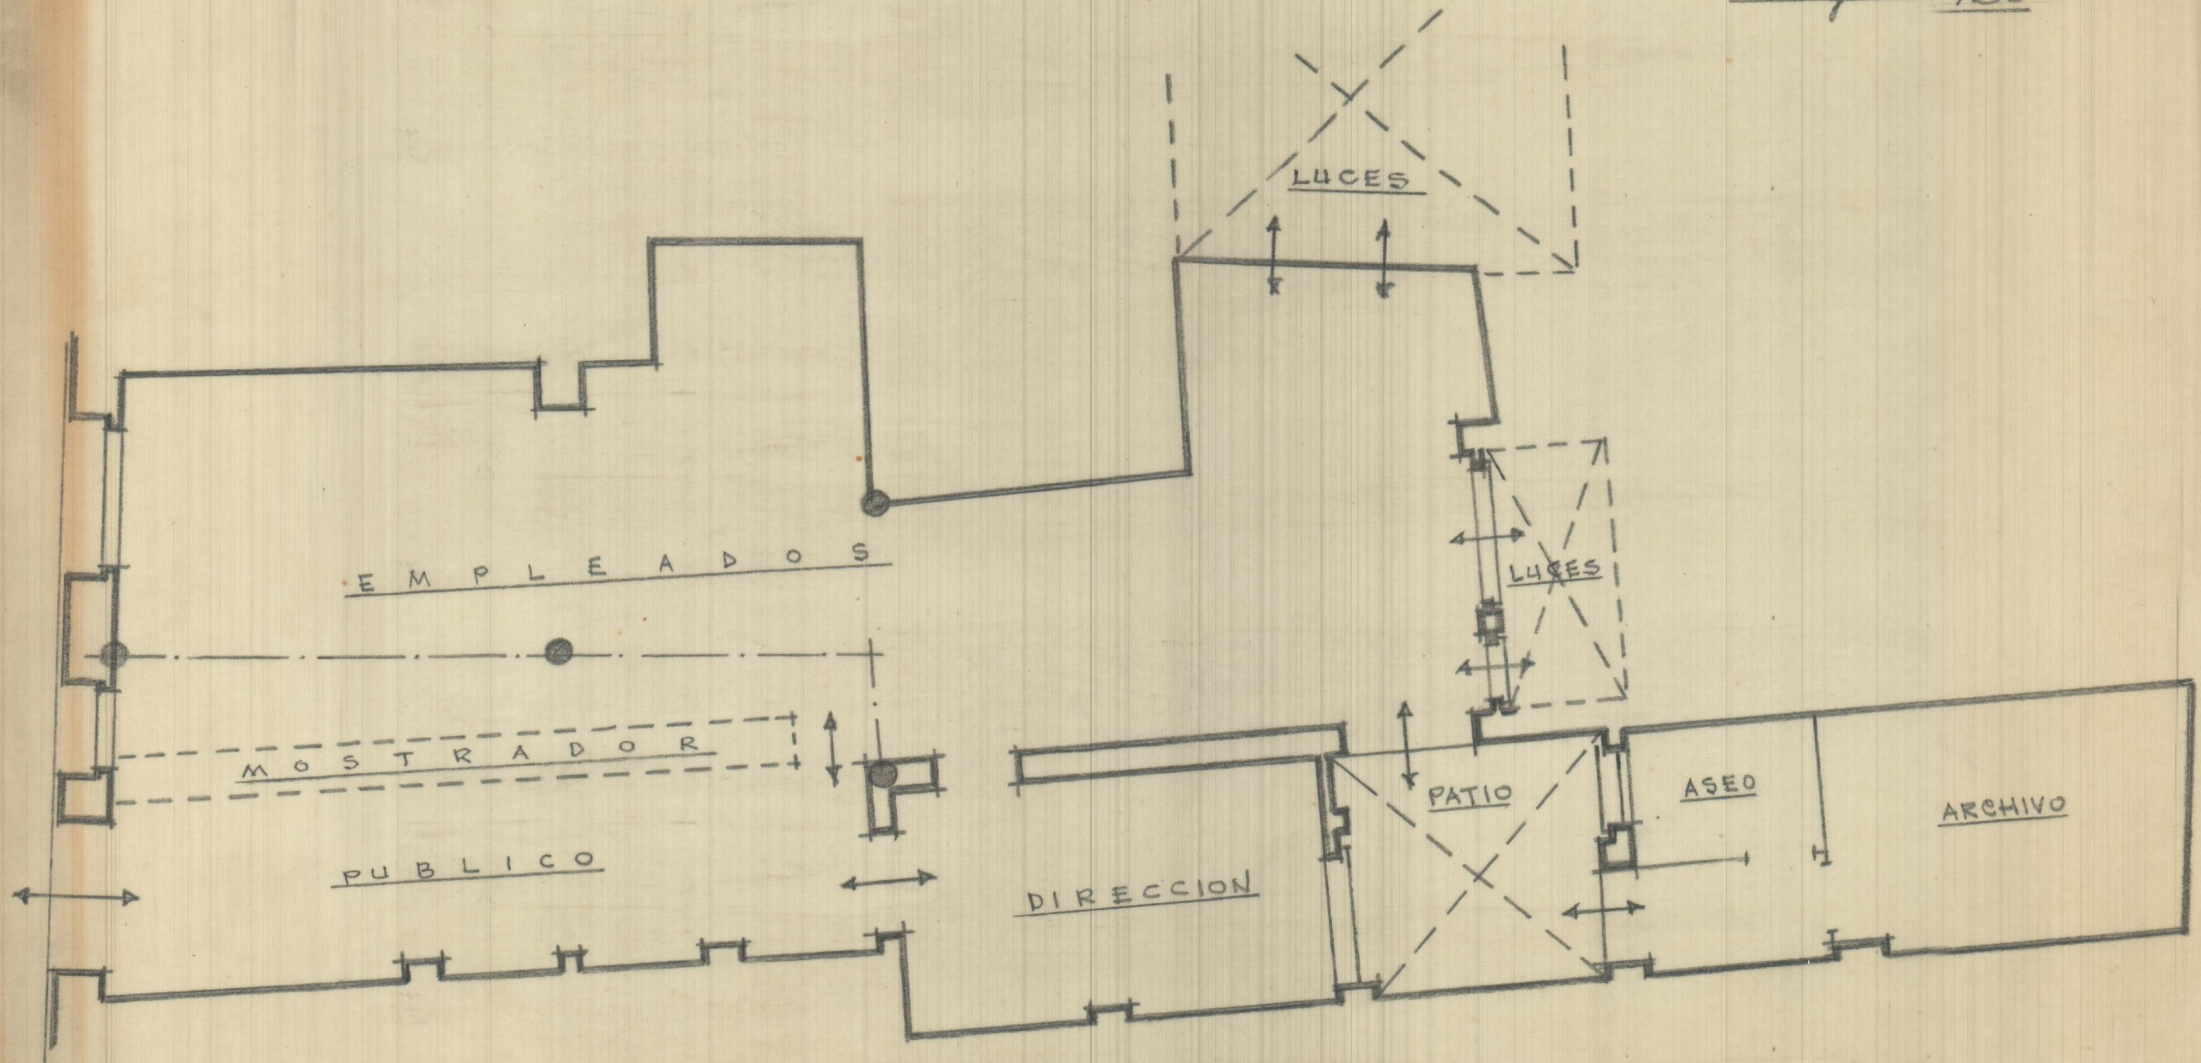 LUCES
EMPLEADOS
LUCES
MOSTRADOR
PATIO
ASEO
ARCHIVO
PUBLICO
DIRECCION